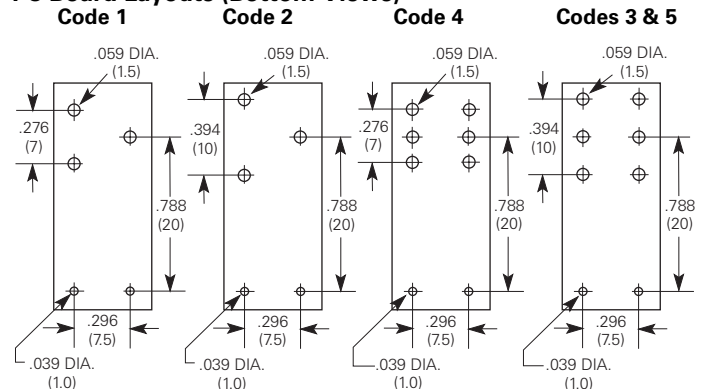 PC Board Layouts (Bottom Views)
Code 1
Code 2
Code 4
Codes 3 & 5
.059 DIA.
(1.5)
.059 DIA.
(1.5)
.059 DIA.
(1.5)
.059 DIA.
(1.5)
.276
(7)
.394
(10)
.276
(7)
.394
(10)
.788
(20)
.788
(20)
.788
(20)
.788
(20)
.296
(7.5)
.296
(7.5)
.296
(7.5)
.296
(7.5)
.039 DIA.
(1.0)
.039 DIA.
(1.0)
.039 DIA.
(1.0)
.039 DIA.
(1.0)